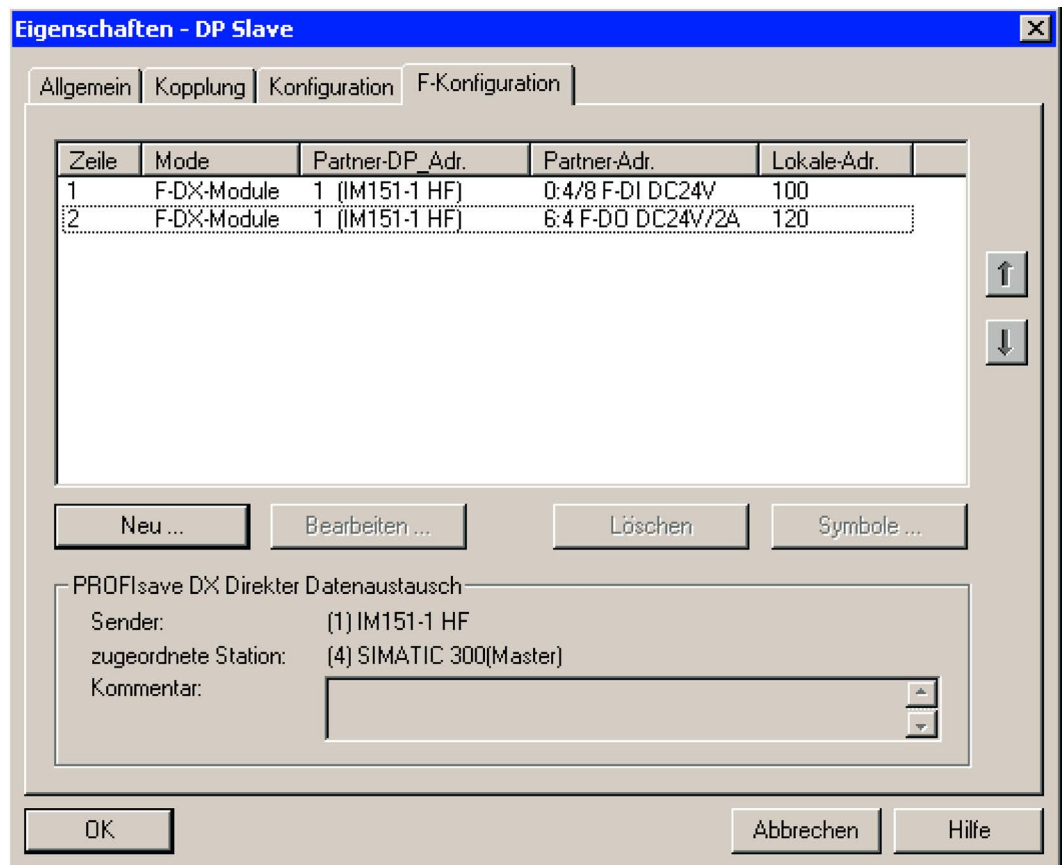 Eigenschaften - DP Slave
Allgemein Kopplung Konfiguration F-Konfiguration
Zeile Mode Partner-DP_Adr. Partner-Adr. Lokale-Adr.
1 F-DX-Module 1 (IM151-1 HF) 0:4/8 F-DI DC24V 100
2 F-DX-Module 1 (IM151-1 HF) 6:4 F-DO DC24V/2A 120
Neu ... Bearbeiten ... Löschen Symbole ...
PROFIsave DX Direkter Datenaustausch
Sender: (1) IM151-1 HF
zugeordnete Station: (4) SIMATIC 300(Master)
Kommentar:
OK Abbrechen Hilfe